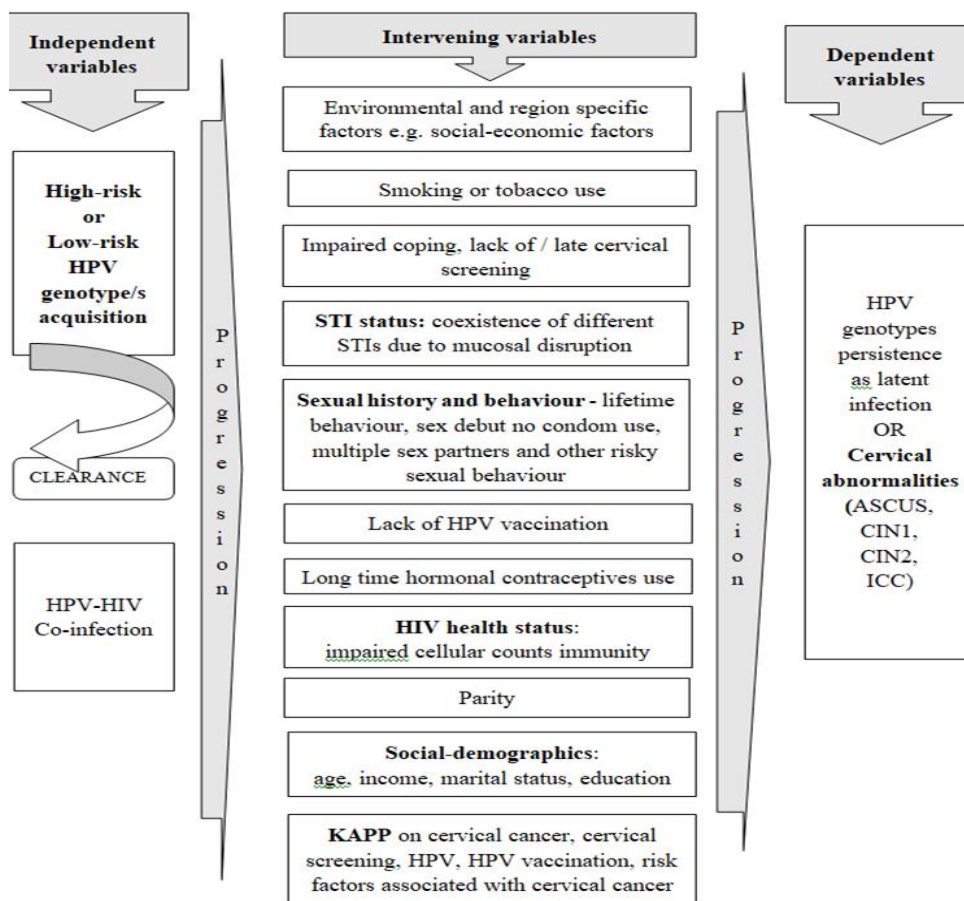 Independent
variables
High-risk
or
Low-risk
HPV
genotype/s
acquisition
CLEARANCE
HPV-HIV
Co-infection
Progression
Intervening variables
Environmental and region specific
factors e.g. social-economic factors
Smoking or tobacco use
Impaired coping, lack of / late cervical
screening
STI status: coexistence of different
STIs due to mucosal disruption
Sexual history and behaviour - lifetime
behaviour, sex debut no condom use,
multiple sex partners and other risky
sexual behaviour
Lack of HPV vaccination
Long time hormonal contraceptives use
HIV health status:
impaired cellular counts immunity
Parity
Social-demographics:
age, income, marital status, education
KAPP on cervical cancer, cervical
screening, HPV, HPV vaccination, risk
factors associated with cervical cancer
Progression
Dependent
variables
HPV
genotypes
persistence
as latent
infection
OR
Cervical
abnormalities
(ASCUS,
CIN1,
CIN2,
ICC)